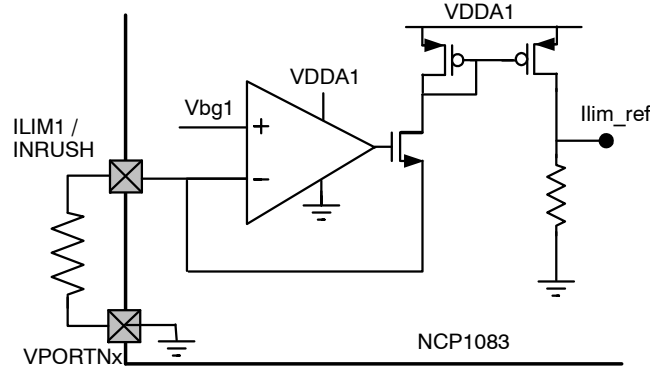 VDDA1
VDDA1
Vbg1
+
−
ILIM1 /
INRUSH
Ilim_ref
VPORTNx
NCP1083